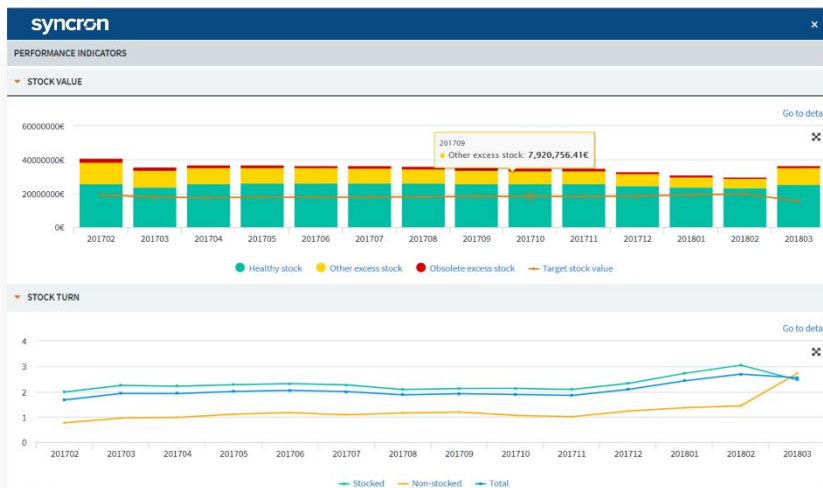 syncron ×
PERFORMANCE INDICATORS
STOCK VALUE
Go to deta
60000000€
40000000€
20000000€
0€
201709
Other excess stock: 7,920,756.41€
201702 201703 201704 201705 201706 201707 201708 201709 201710 201711 201712 201801 201802 201803
Healthy stock Other excess stock Obsolete excess stock Target stock value
STOCK TURN
Go to deta
4
3
2
1
0
201702 201703 201704 201705 201706 201707 201708 201709 201710 201711 201712 201801 201802 201803
Stocked Non-stocked Total